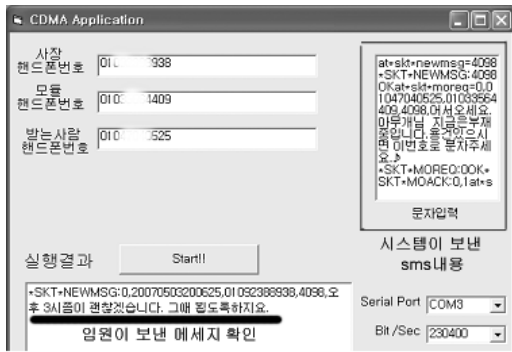 CDMA Application
사장
핸드폰번호
010 938
모듈
핸드폰번호
010 4409
받는사람
핸드폰번호
010 525
at*skt*newmsg=4098
*SKT*NEWMSG:4098
OKat*skt*moreq=0,0
1047040525,01033564
409,4098,어서오세요.
아무개님 지금은부재
중입니다.용건있으시
면 이번호로 문자주세
요.♪
*SKT*MOREQ:0OK*
SKT*MOACK:0,1at*s
문자입력
시스템이 보낸
sms내용
실행결과
Start!!
*SKT*NEWMSG:0,20070503200625,01092388938,4098,오
후 3시쯤이 괜찮겠습니다. 그때 뵙도록하지요.
임원이 보낸 메세지 확인
Serial Port
COM3
Bit/Sec
230400